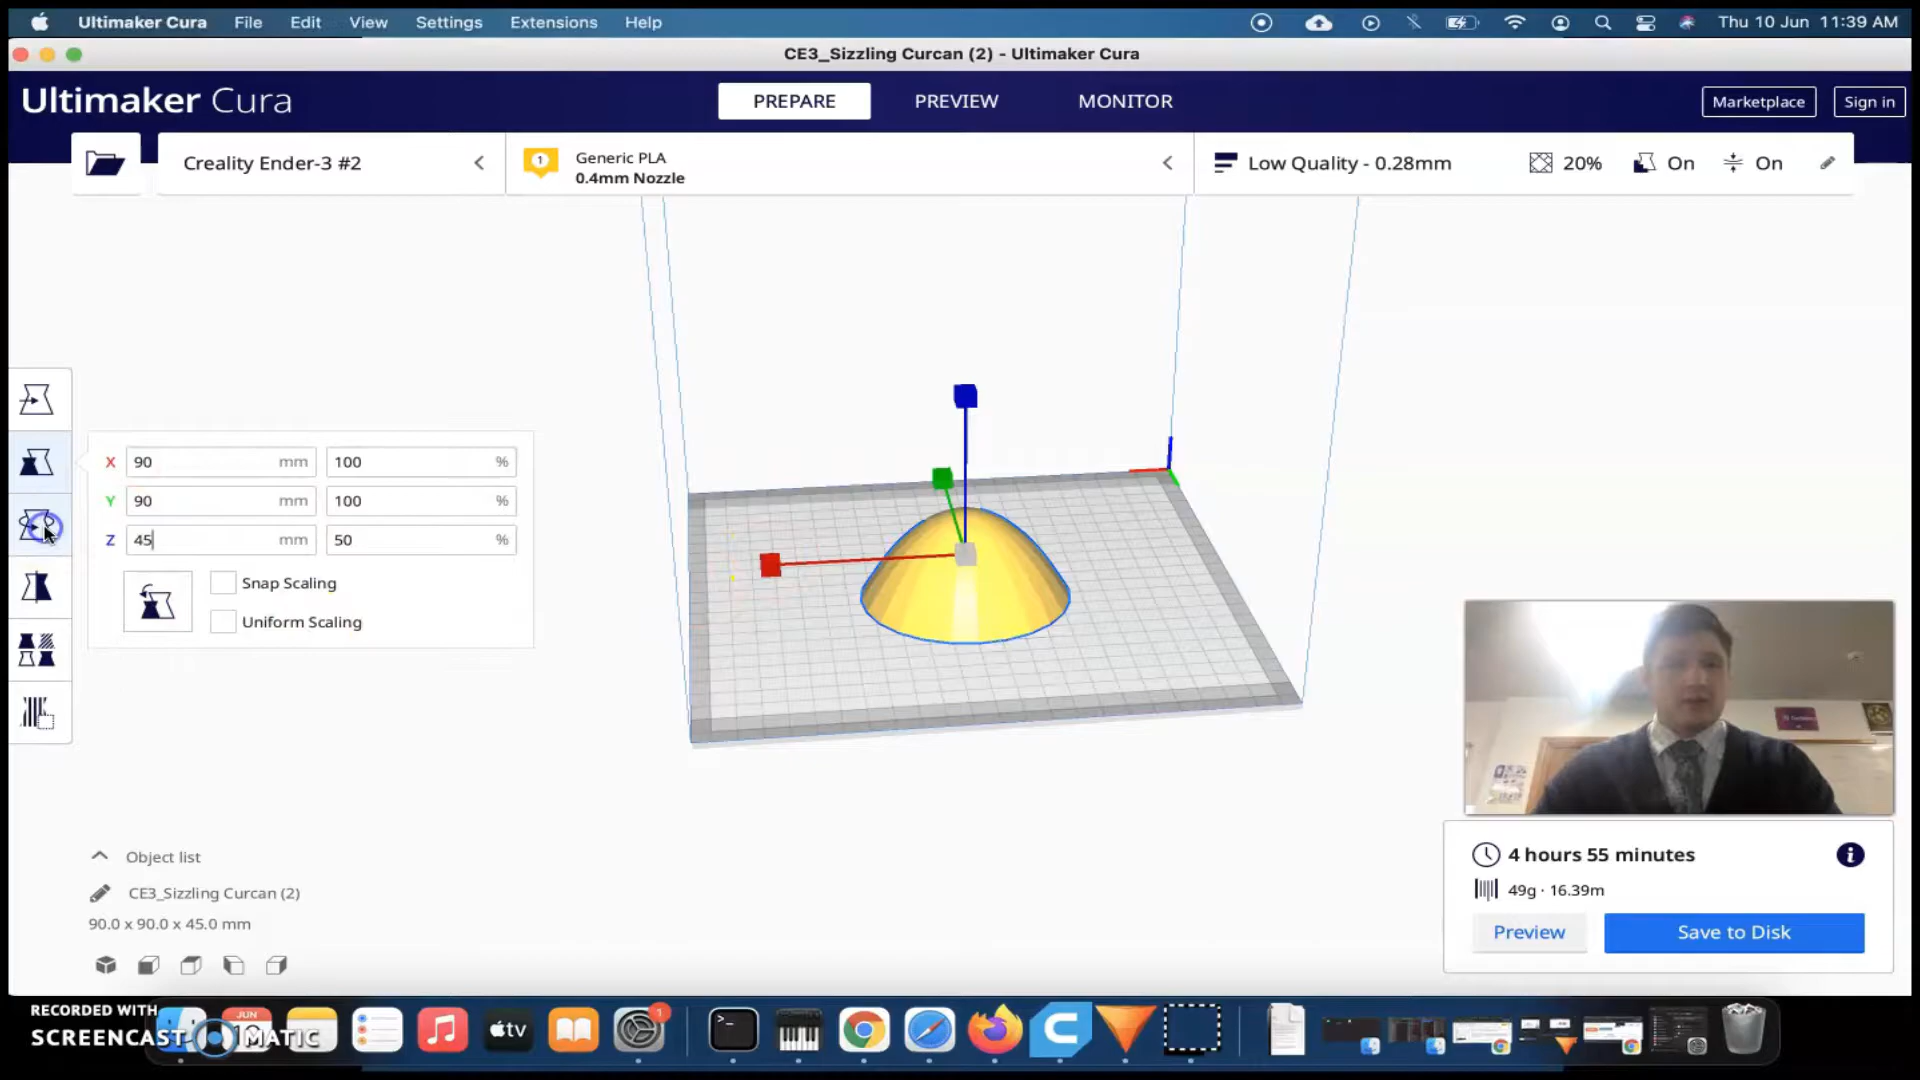 Ultimaker Cura File Edit View Settings Extensions Help Thu 10 Jun 11:39 AM
CE3_Sizzling Curcan (2) - Ultimaker Cura
Ultimaker Cura PREPARE PREVIEW MONITOR Marketplace Sign in
Creality Ender-3 #2
1 Generic PLA
0.4mm Nozzle
Low Quality - 0.28mm 20% On On
X 90 mm 100 %
Y 90 mm 100 %
Z 45 mm 50 %
Snap Scaling
Uniform Scaling
Object list
CE3_Sizzling Curcan (2)
90.0 x 90.0 x 45.0 mm
4 hours 55 minutes
49g · 16.39m
Preview Save to Disk
RECORDED WITH
SCREENCAST MATIC
JUN
tv
1